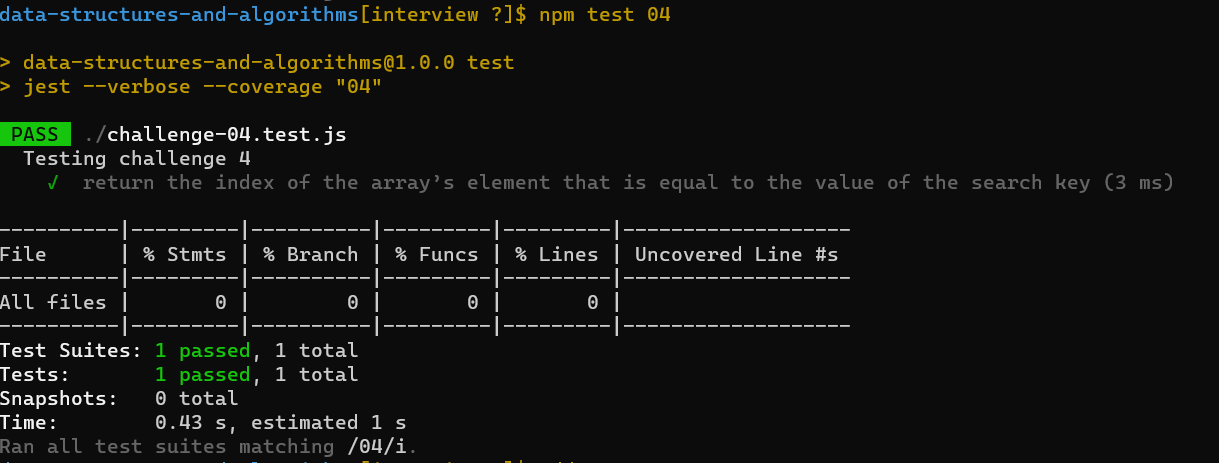 data-structures-and-algorithms[interview ?]$ npm test 04
> data-structures-and-algorithms@1.0.0 test
> jest --verbose --coverage "04"
PASS ./challenge-04.test.js
Testing challenge 4
√ return the index of the array’s element that is equal to the value of the search key (3 ms)
----------|---------|----------|---------|---------|-------------------
File      | % Stmts | % Branch | % Funcs | % Lines | Uncovered Line #s
----------|---------|----------|---------|---------|-------------------
All files |       0 |        0 |       0 |       0 |
----------|---------|----------|---------|---------|-------------------
Test Suites: 1 passed, 1 total
Tests:       1 passed, 1 total
Snapshots:   0 total
Time:        0.43 s, estimated 1 s
Ran all test suites matching /04/i.